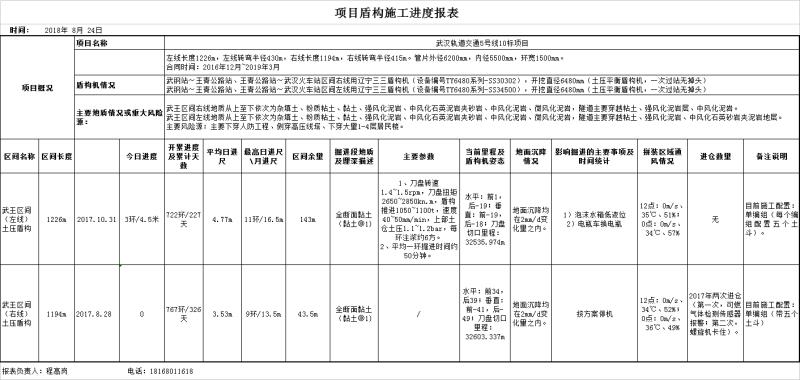 项目盾构施工进度报表
时间： 2018年 8月 24日
项目概况
项目名称
武汉轨道交通5号线10标项目
左线长度1226m，左线转弯半径430m，右线长度1194m，右线转弯半径415m。管片外径6200mm，内径5500mm，环宽1500mm。
合同时间：2016年12月~2019年3月
盾构机情况
武钢站~王青公路站、王青公路站~武汉火车站区间右线用辽宁三三盾构机（设备编号TY6480系列-SS30302），开挖直径6480mm（土压平衡盾构机，一次过站无掉头）
武钢站~王青公路站、王青公路站~武汉火车站区间左线用辽宁三三盾构机（设备编号TY6480系列-SS34500），开挖直径6480mm（土压平衡盾构机，一次过站无掉头）
主要地质情况或重大风险源：
武王区间右线地质从上至下依次为杂填土、粉质粘土、黏土、强风化泥岩、中风化石英泥岩夹砂岩、中风化泥岩、微风化泥岩，隧道主要穿越粘土、强风化泥岩层、中风化泥岩。
武王区间左线地质从上至下依次为杂填土、粉质粘土、黏土、强风化泥岩、中风化石英泥岩夹砂岩、中风化泥岩、微风化泥岩，隧道主要穿越粘土、强风化泥岩、中风化石英砂岩夹泥岩地层。
主要风险源：主要下穿人防工程、侧穿高压线塔、下穿大量1-4层居民楼。
区间名称 区间长度 今日进度 开累进度及累计天数 平均日进尺 最高日进尺\月进尺 区间余量 掘进段地质及埋深描述 主要参数 当前里程及盾构机姿态 地面沉降情况 影响掘进的主要事项及时间统计 拼装区域通风情况 进仓数量 备注说明
武王区间（左线）土压盾构
1226m
2017.10.31
3环/4.5米
722环/227天
4.77m
11环/16.5m
143m
全断面黏土（黏土@1）
1、刀盘转速1.4~1.5rpm，刀盘扭矩2650~2850kn.m，盾构推进1050~1100t，速度40~50mm/min，上部土仓土压1.1~1.2bar，每环注浆约6方。
2、平均一环掘进时间约50分钟。
水平：前1，后-19；垂直：前-19，后-18；刀盘切口里程：32535.974m
地面沉降均在2mm/d变化量之内。
1）泡沫水箱低液位
2）电瓶车换电瓶
12点：0m/s、35℃、51%；0点：0m/s、34℃、57%
无
目前施工配置：单编组（每个编组配置五个土斗）。
武王区间（右线）土压盾构
1194m
2017.8.28
0
767环/326天
3.53m
9环/13.5m
43.5m
全断面黏土（黏土@1）
/
水平：前34，后39；垂直：前-41，后-49；刀盘切口里程：32603.337m
地面沉降均在2mm/d变化量之内。
按方案停机
12点：0m/s、34℃、52%；0点：0m/s、36℃、49%
2017年两次进仓（第一次，可燃气体检测传感器报警；第二次，螺旋机卡住）。
目前施工配置：单编组（带五个土斗）
报表负责人：程高岗 电话：18168011618